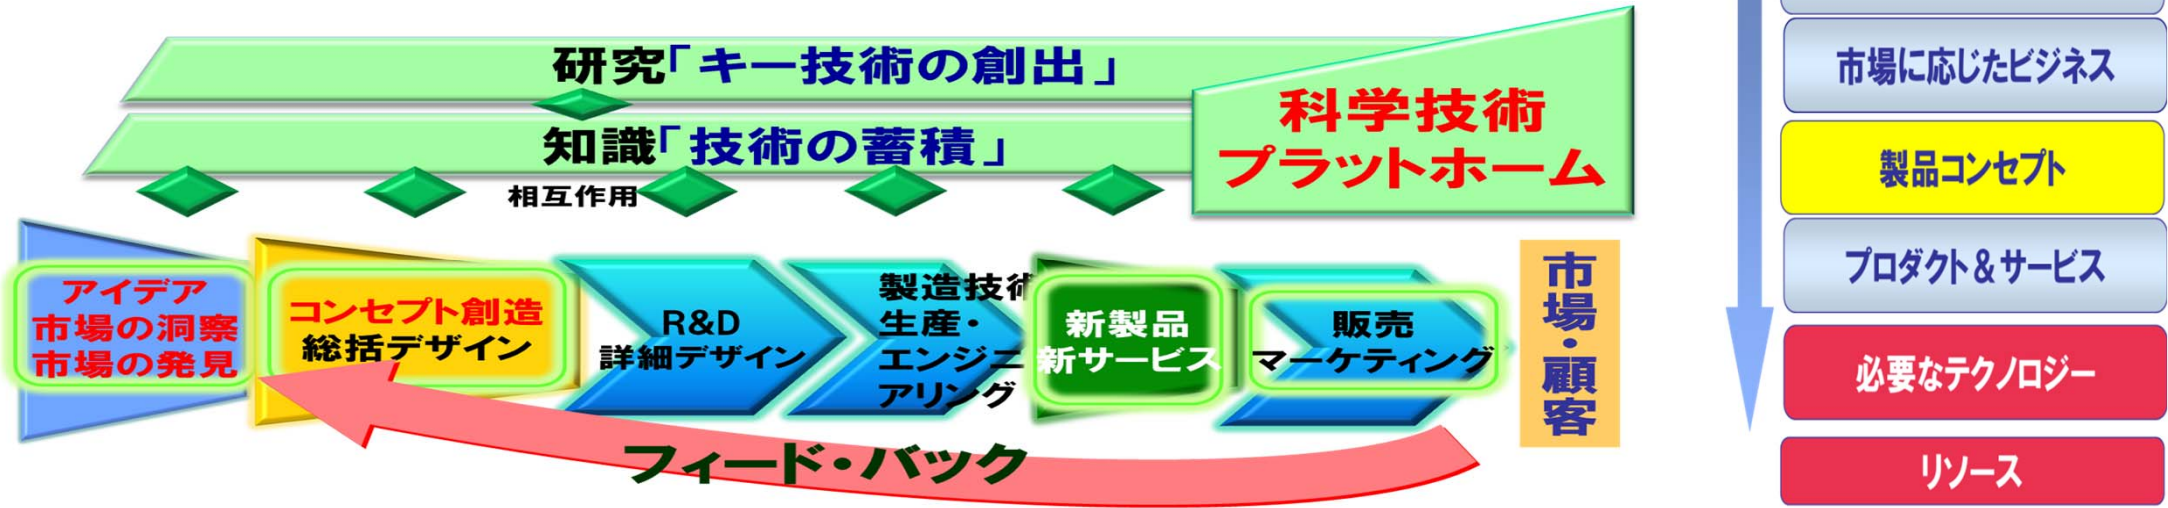 研究「キー技術の創出」
知識「技術の蓄積」
科学技術
プラットホーム
相互作用
アイデア
市場の洞察
市場の発見
コンセプト創造
総括デザイン
R&D
詳細デザイン
製造技術
生産・
エンジニ
アリング
新製品
新サービス
販売
マーケティング
市場・顧客
フィード・バック
市場に応じたビジネス
製品コンセプト
プロダクト&サービス
必要なテクノロジー
リソース